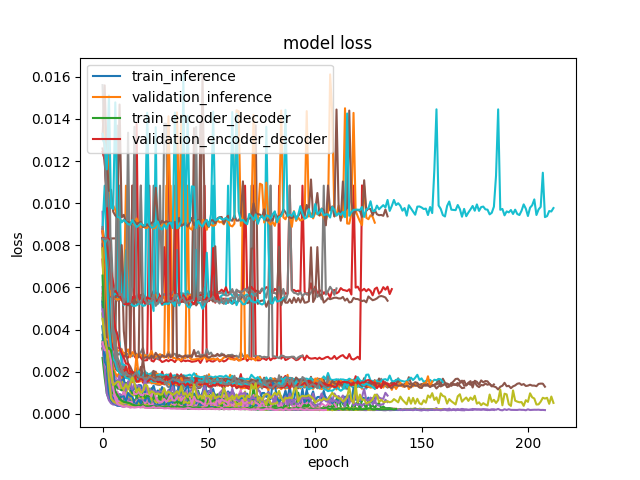 model loss
train_inference
validation_inference
train_encoder_decoder
validation_encoder_decoder
0.016
0.014
0.012
0.010
0.008
0.006
0.004
0.002
0.000
loss
0 50 100 150 200
epoch